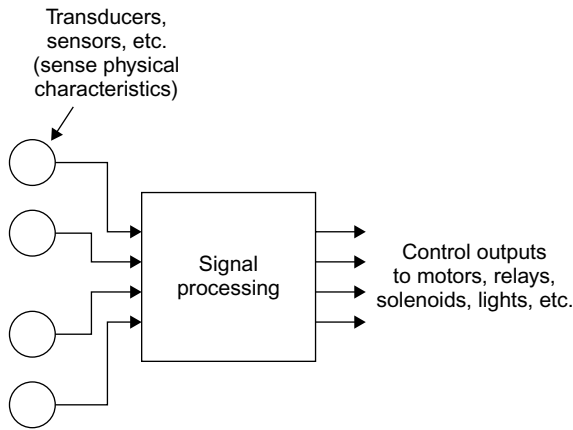 Transducers,
sensors, etc.
(sense physical
characteristics)
Signal
processing
Control outputs
to motors, relays,
solenoids, lights, etc.